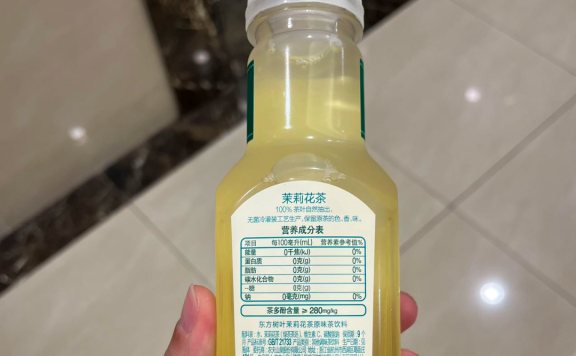 茉莉花茶
100% 茶叶自然抽出,
无菌冷灌装工艺生产, 保留原茶的色、香、味。
营养成分表
项目 每100毫升(mL) 营养素参考值%
能量 0千焦(kJ) 0%
蛋白质 0克(g) 0%
脂肪 0克(g) 0%
碳水化合物 0克(g) 0%
-糖 0克(g)
钠 0毫克(mg) 0%
茶多酚含量 ≥ 280mg/kg
东方树叶茉莉花茶原味茶饮料